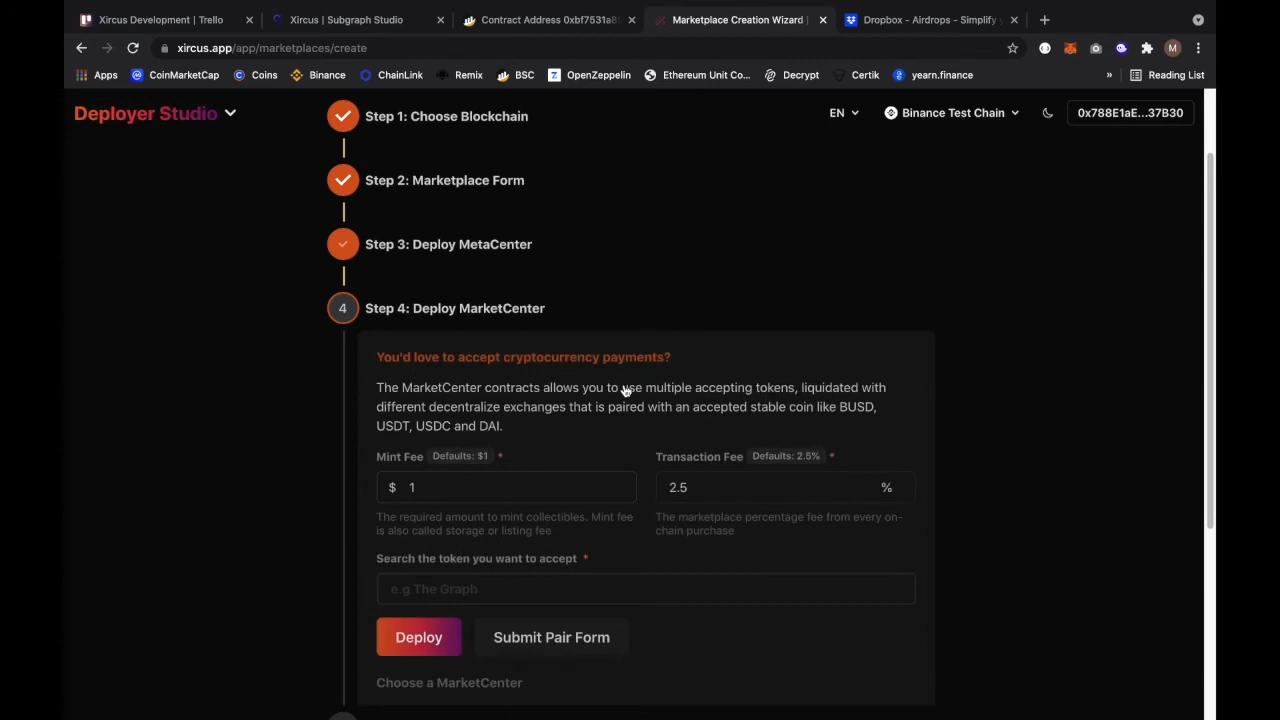 Xircus Development | Trello
Xircus | Subgraph Studio
Contract Address 0xbf7531a8
Marketplace Creation Wizard |
Dropbox - Airdrops - Simplify
xircus.app/app/marketplaces/create
M
Apps
CoinMarketCap
Coins
Binance
ChainLink
Remix
BSC
OpenZeppelin
Ethereum Unit Co...
Decrypt
Certik
yearn.finance
»
Reading List
Deployer Studio
EN
Binance Test Chain
0x788E1aE...37B30
Step 1: Choose Blockchain
Step 2: Marketplace Form
Step 3: Deploy MetaCenter
4
Step 4: Deploy MarketCenter
You'd love to accept cryptocurrency payments?
The MarketCenter contracts allows you to use multiple accepting tokens, liquidated with
different decentralize exchanges that is paired with an accepted stable coin like BUSD,
USDT, USDC and DAI.
Mint Fee Defaults: $1 *
Transaction Fee Defaults: 2.5% *
$ 1
2.5 %
The required amount to mint collectibles. Mint fee
is also called storage or listing fee
The marketplace percentage fee from every on-
chain purchase
Search the token you want to accept *
e.g The Graph
Deploy
Submit Pair Form
Choose a MarketCenter